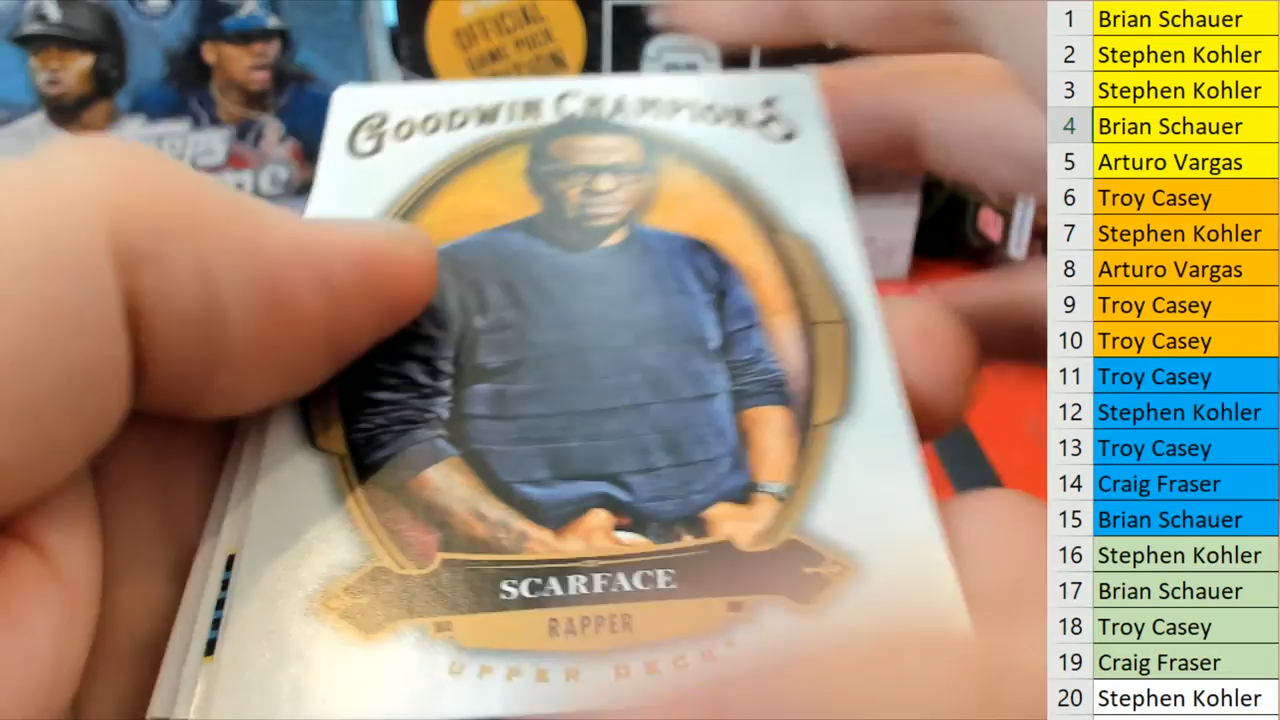 OFFICIAL
GOODWIN CHAMPIONS
SCARFACE
RAPPER
UPPER DECK
1 Brian Schauer
2 Stephen Kohler
3 Stephen Kohler
4 Brian Schauer
5 Arturo Vargas
6 Troy Casey
7 Stephen Kohler
8 Arturo Vargas
9 Troy Casey
10 Troy Casey
11 Troy Casey
12 Stephen Kohler
13 Troy Casey
14 Craig Fraser
15 Brian Schauer
16 Stephen Kohler
17 Brian Schauer
18 Troy Casey
19 Craig Fraser
20 Stephen Kohler